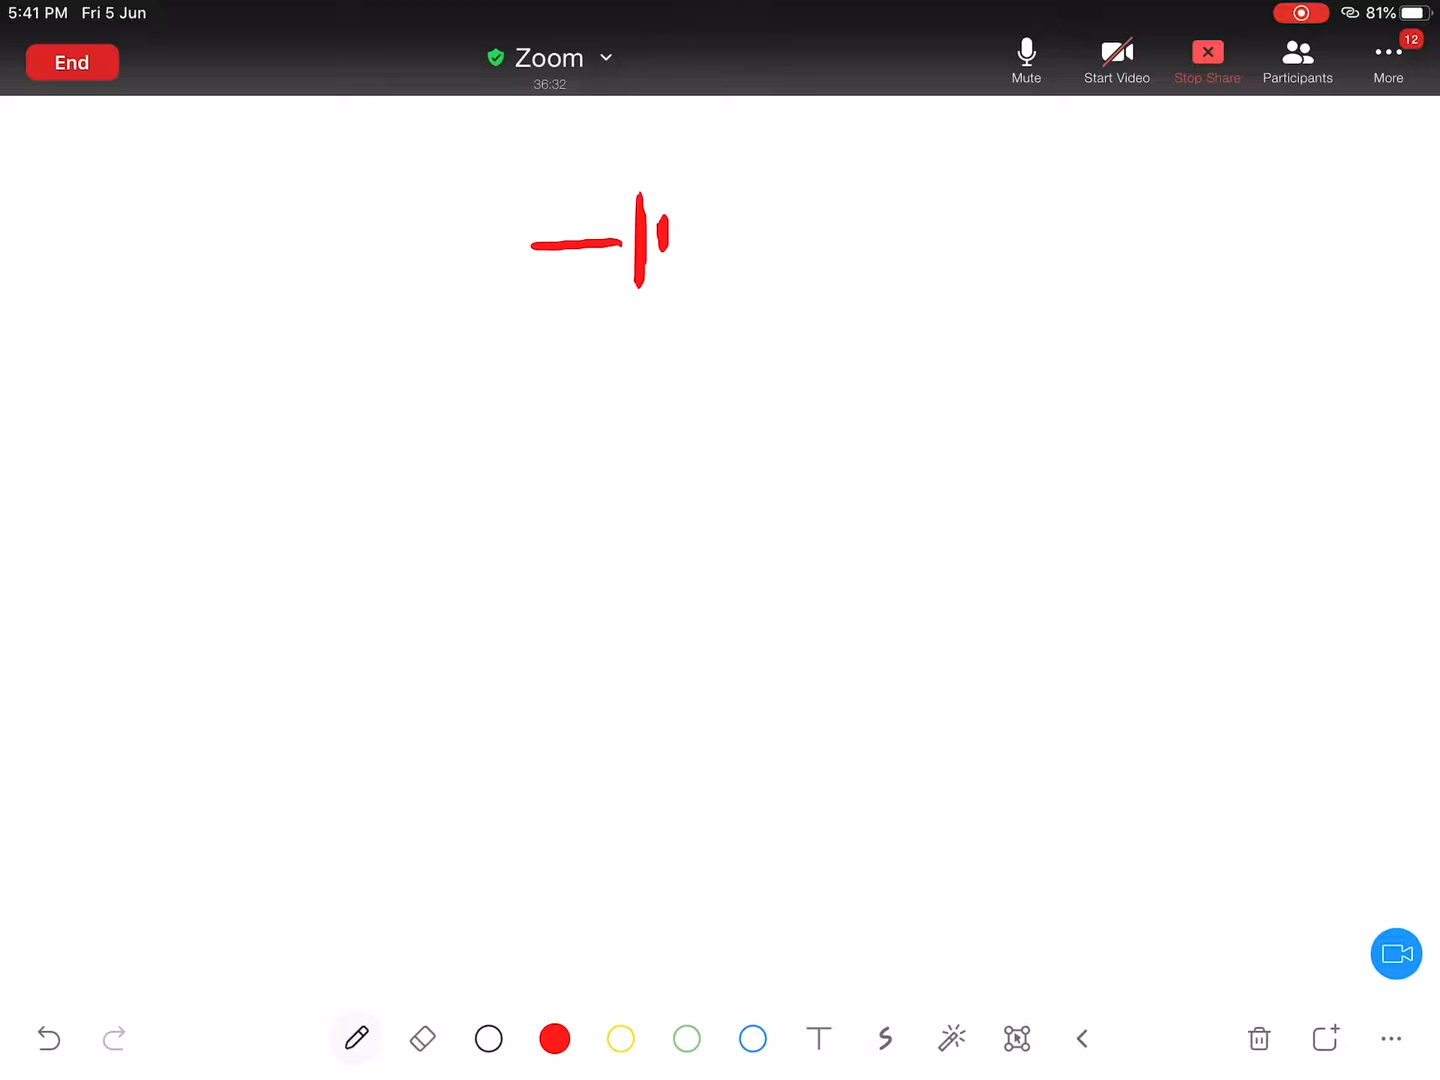 5:41 PM Fri 5 Jun 81%
End Zoom 12
36:32 Mute Start Video Stop Share Participants More